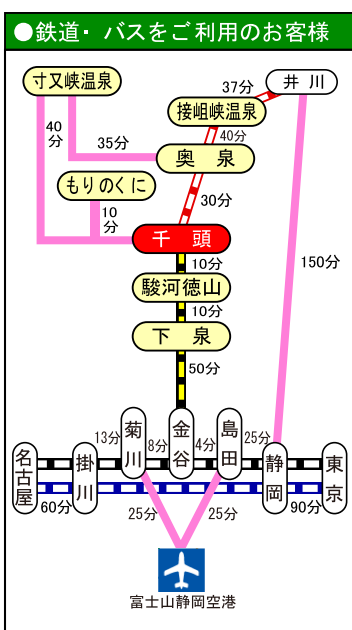 ●鉄道・バスをご利用のお客様
寸又峡温泉
37分
井川
接岨峡温泉
40分
40分
35分
奥泉
もりのくに
30分
10分
千頭
150分
10分
駿河徳山
10分
下泉
50分
名古屋
掛川
13分
菊川
8分
金谷
4分
島田
25分
静岡
東京
60分
25分
25分
90分
富士山静岡空港